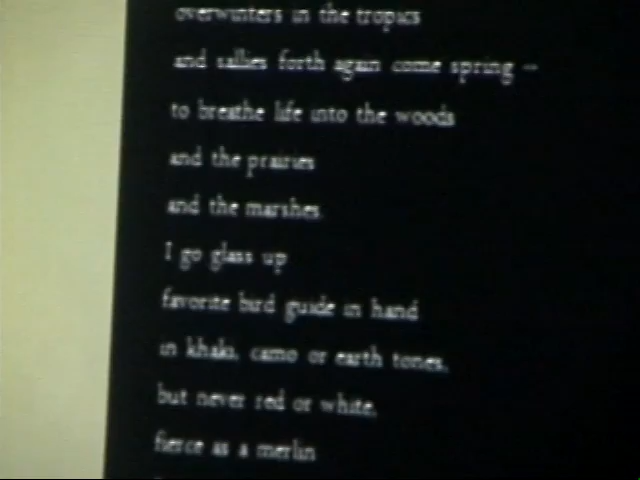 overwinters in the tropics
and sallies forth again come spring –
to breathe life into the woods
and the prairies
and the marshes.
I go glass up
favorite bird guide in hand
in khaki, camo or earth tones,
but never red or white,
fierce as a merlin